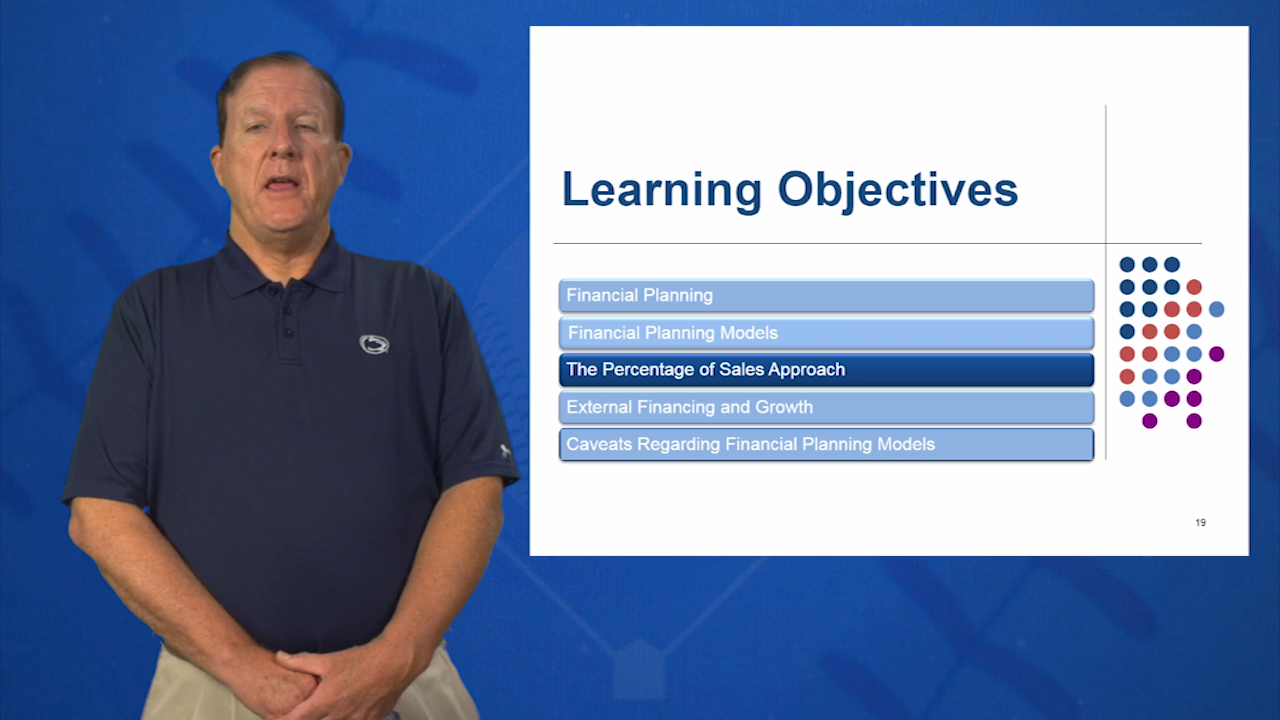 Learning Objectives
Financial Planning
Financial Planning Models
The Percentage of Sales Approach
External Financing and Growth
Caveats Regarding Financial Planning Models
19